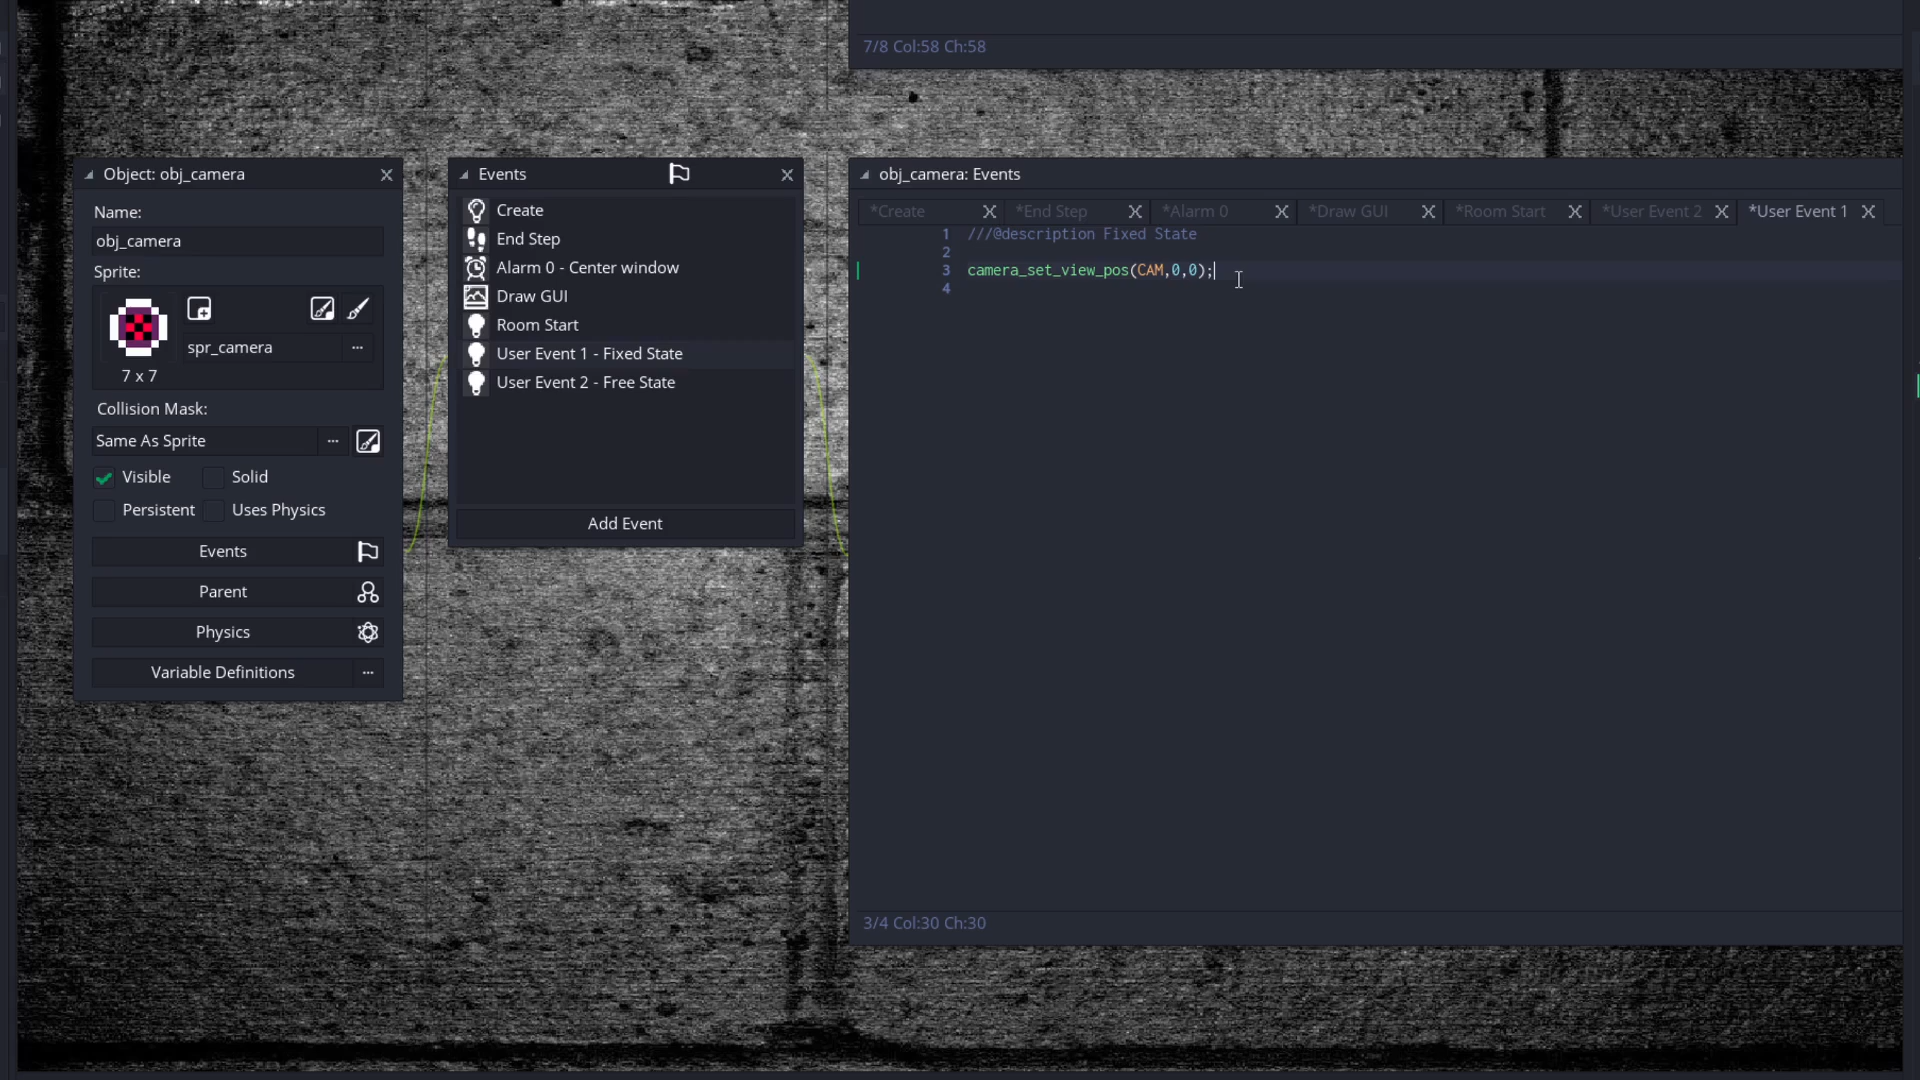 7/8 Col:58 Ch:58
Object: obj_camera
Name:
obj_camera
Sprite:
spr_camera
...
7 x 7
Collision Mask:
Same As Sprite
...
Visible
Solid
Persistent
Uses Physics
Events
Parent
Physics
Variable Definitions
...
Events
Create
End Step
Alarm 0 - Center window
Draw GUI
Room Start
User Event 1 - Fixed State
User Event 2 - Free State
Add Event
obj_camera: Events
*Create
*End Step
*Alarm 0
*Draw GUI
*Room Start
*User Event 2
*User Event 1
1 ///@description Fixed State
2
3 camera_set_view_pos(CAM,0,0);
4
3/4 Col:30 Ch:30